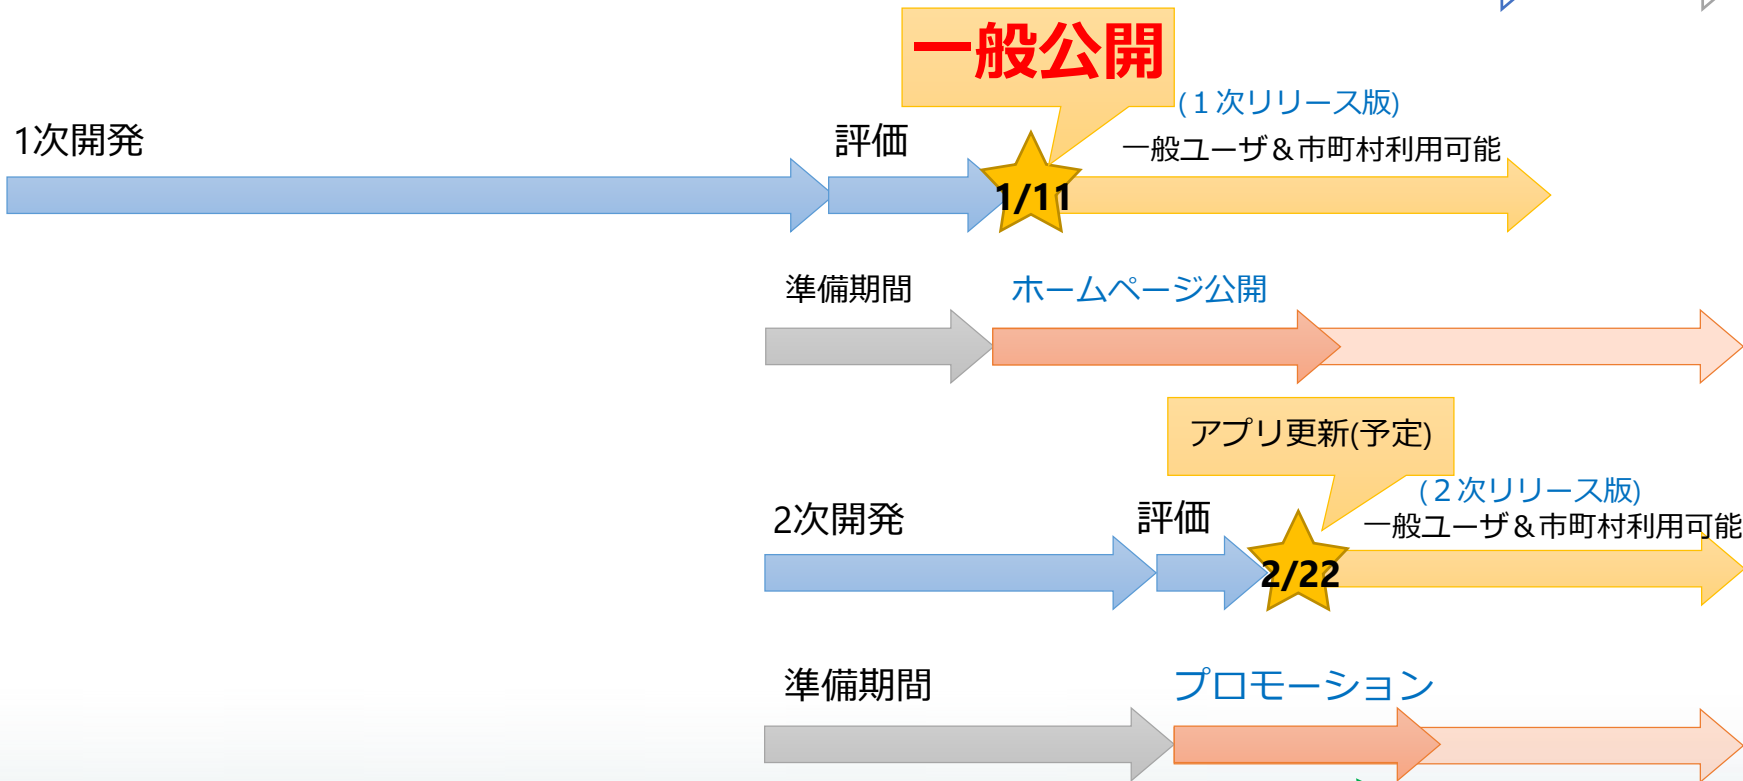 一般公開
(１次リリース版)
1次開発
評価
一般ユーザ＆市町村利用可能
1/11
準備期間
ホームページ公開
アプリ更新(予定)
(２次リリース版)
2次開発
評価
一般ユーザ＆市町村利用可能
2/22
準備期間
プロモーション